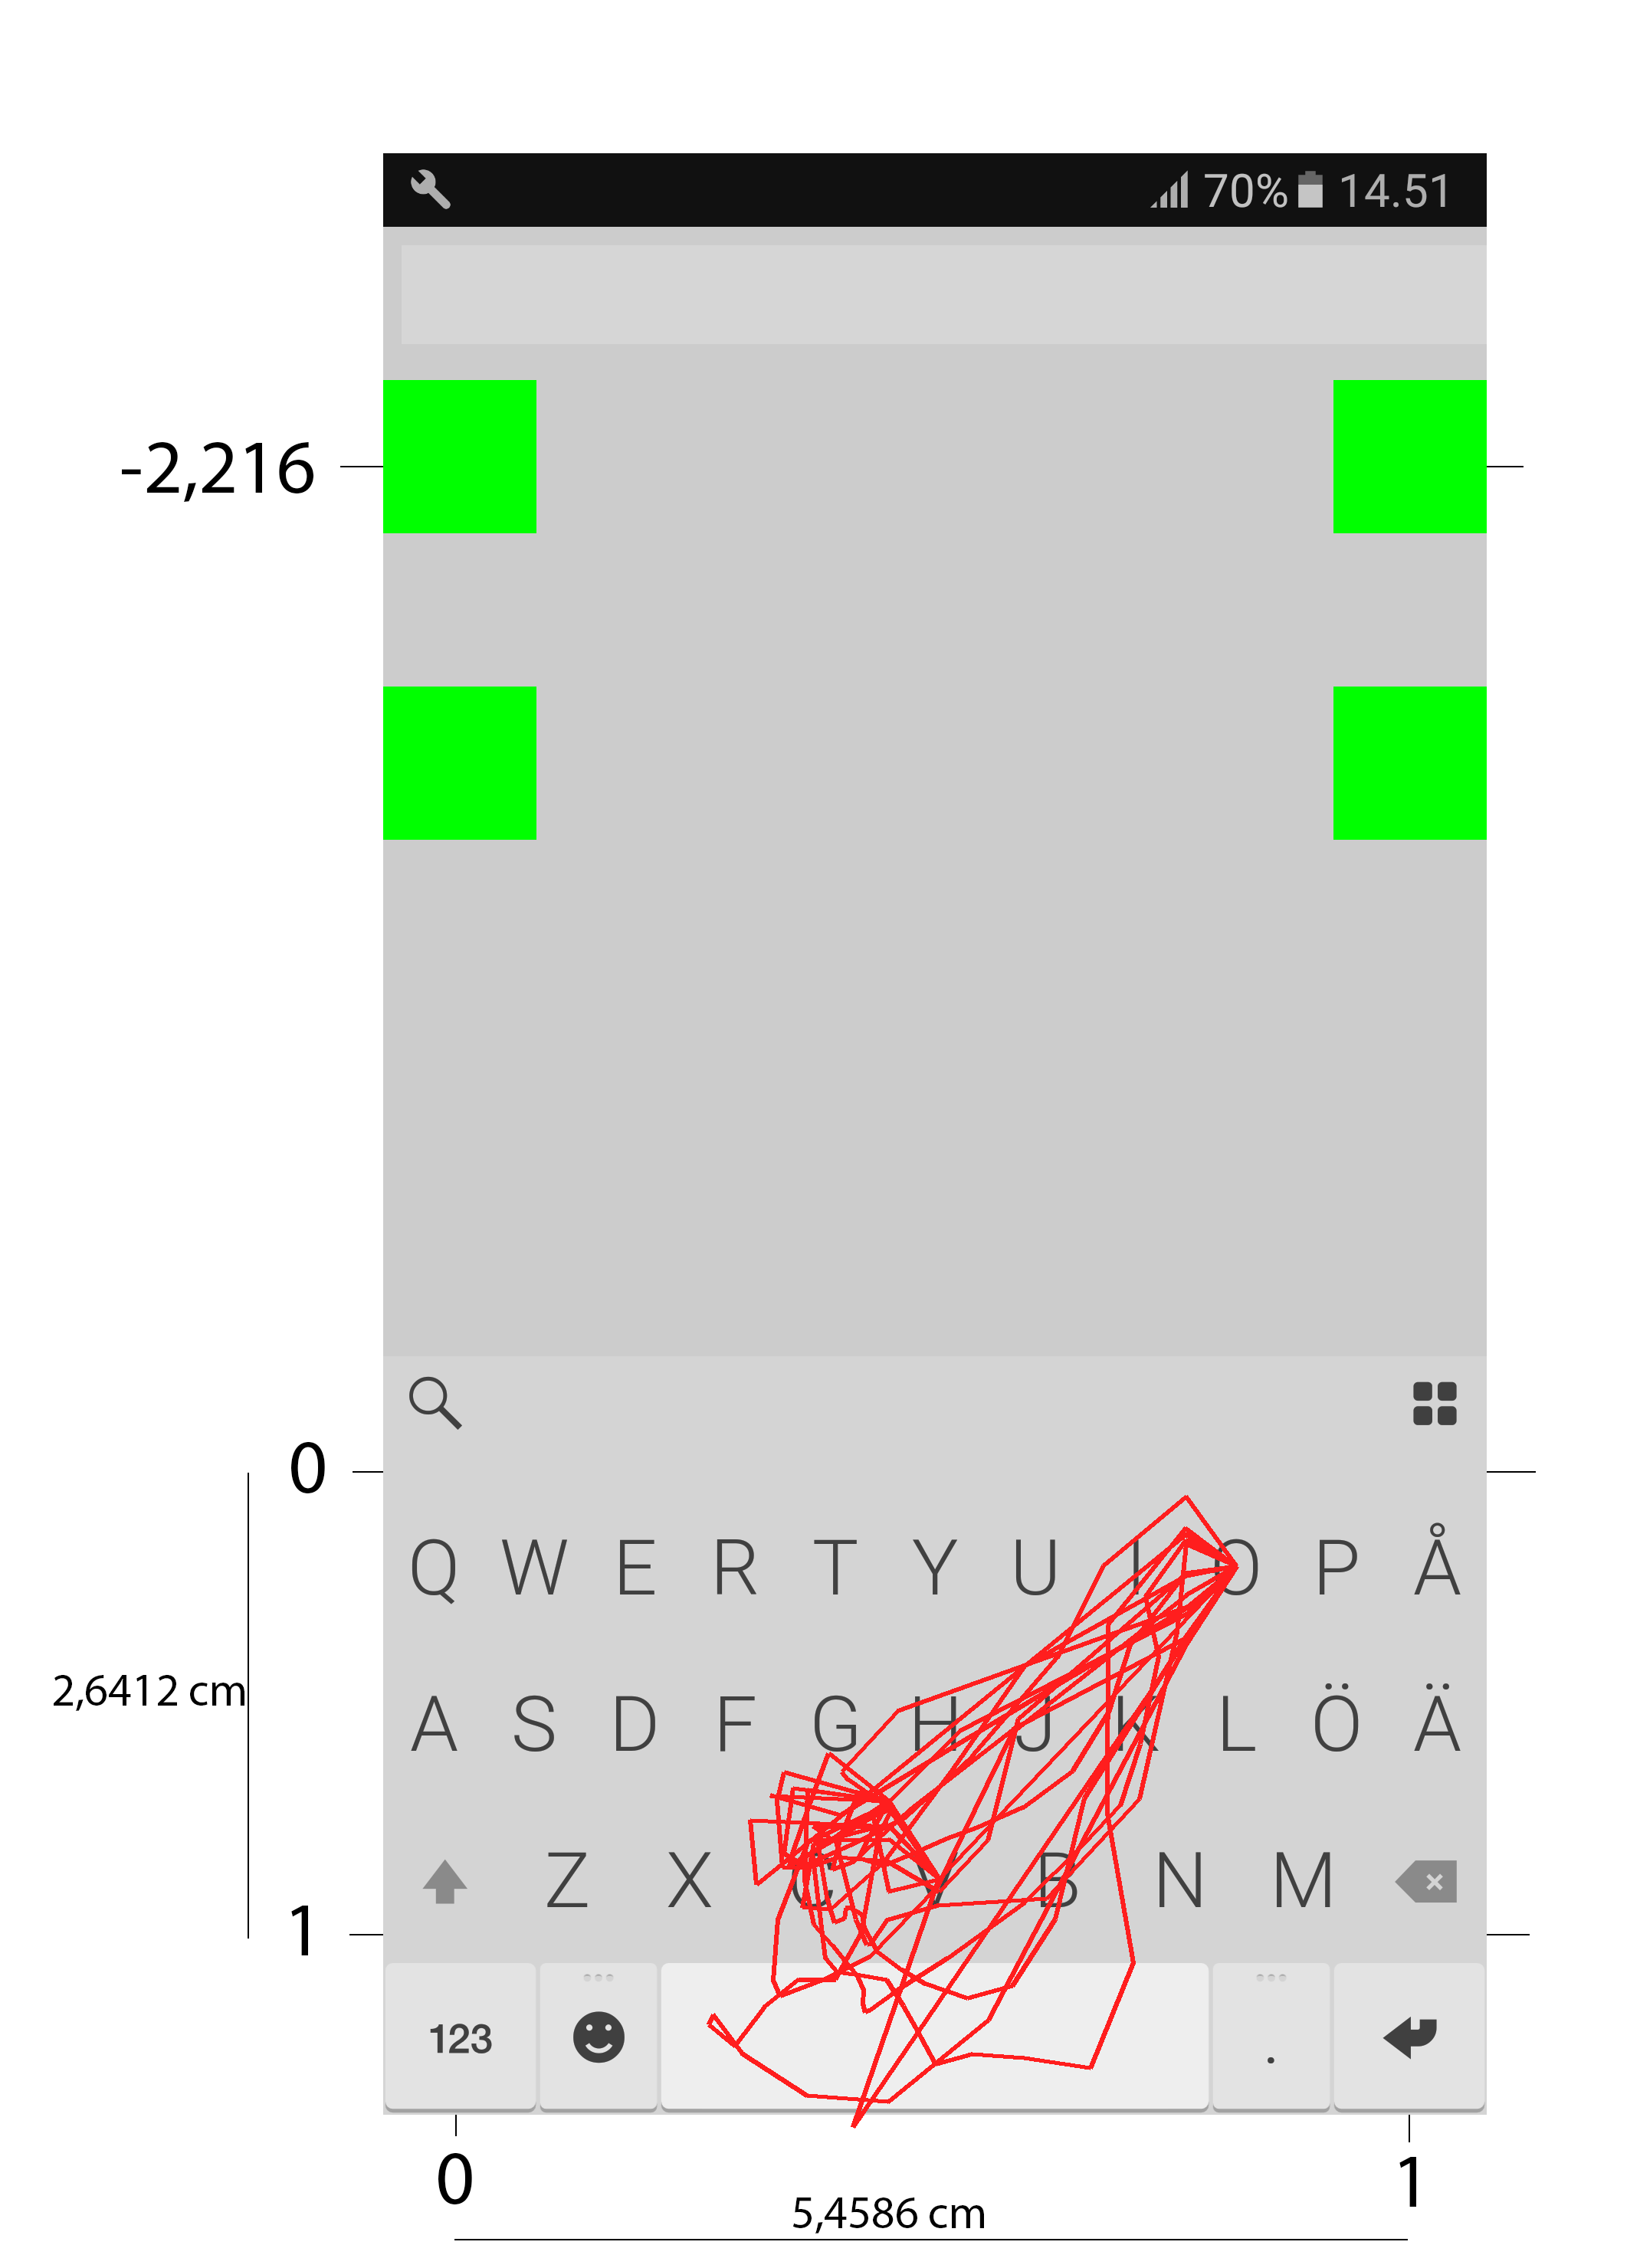 70% 14.51
-2,216
0
Q W E R T Y U I O P Å
2,6412 cm
A S D F G H J K L Ö Ä
Z X C V B N M
1
123 .
0 1
5,4586 cm